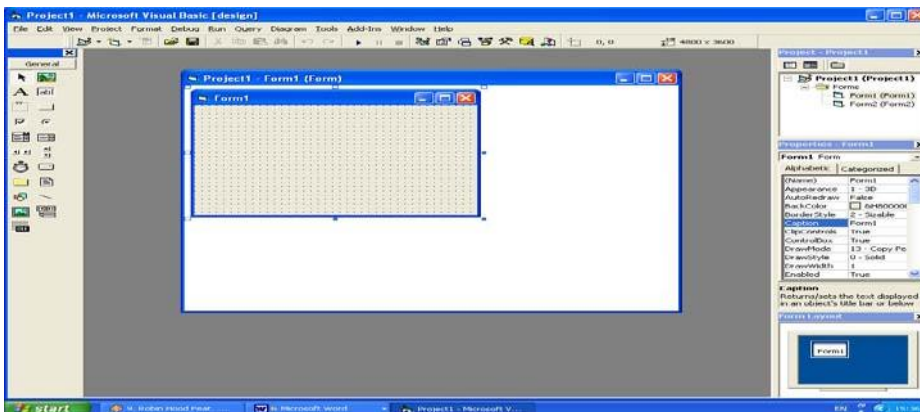 Project1 - Microsoft Visual Basic [design]
File Edit View Project Format Debug Run Query Diagram Tools Add-Ins Window Help
0, 0
4800 x 3600
General
Project1 - Form1 (Form)
Form1
Project - Project1
Project1 (Project1)
Forms
Form1 (Form1)
Form2 (Form2)
Properties - Form1
Form1 Form
Alphabetic Categorized
(Name) Form1
Appearance 1 - 3D
AutoRedraw False
BackColor
BorderStyle 2 - Sizable
Caption Form1
ClipControls True
ControlBox True
DrawMode 13 - Copy Pe
DrawStyle 0 - Solid
DrawWidth 1
Enabled True
Caption
Returns/sets the text displayed
in an object's title bar or below
Form Layout
Form1
start
Microsoft Word
Project1 - Microsoft V...
EN